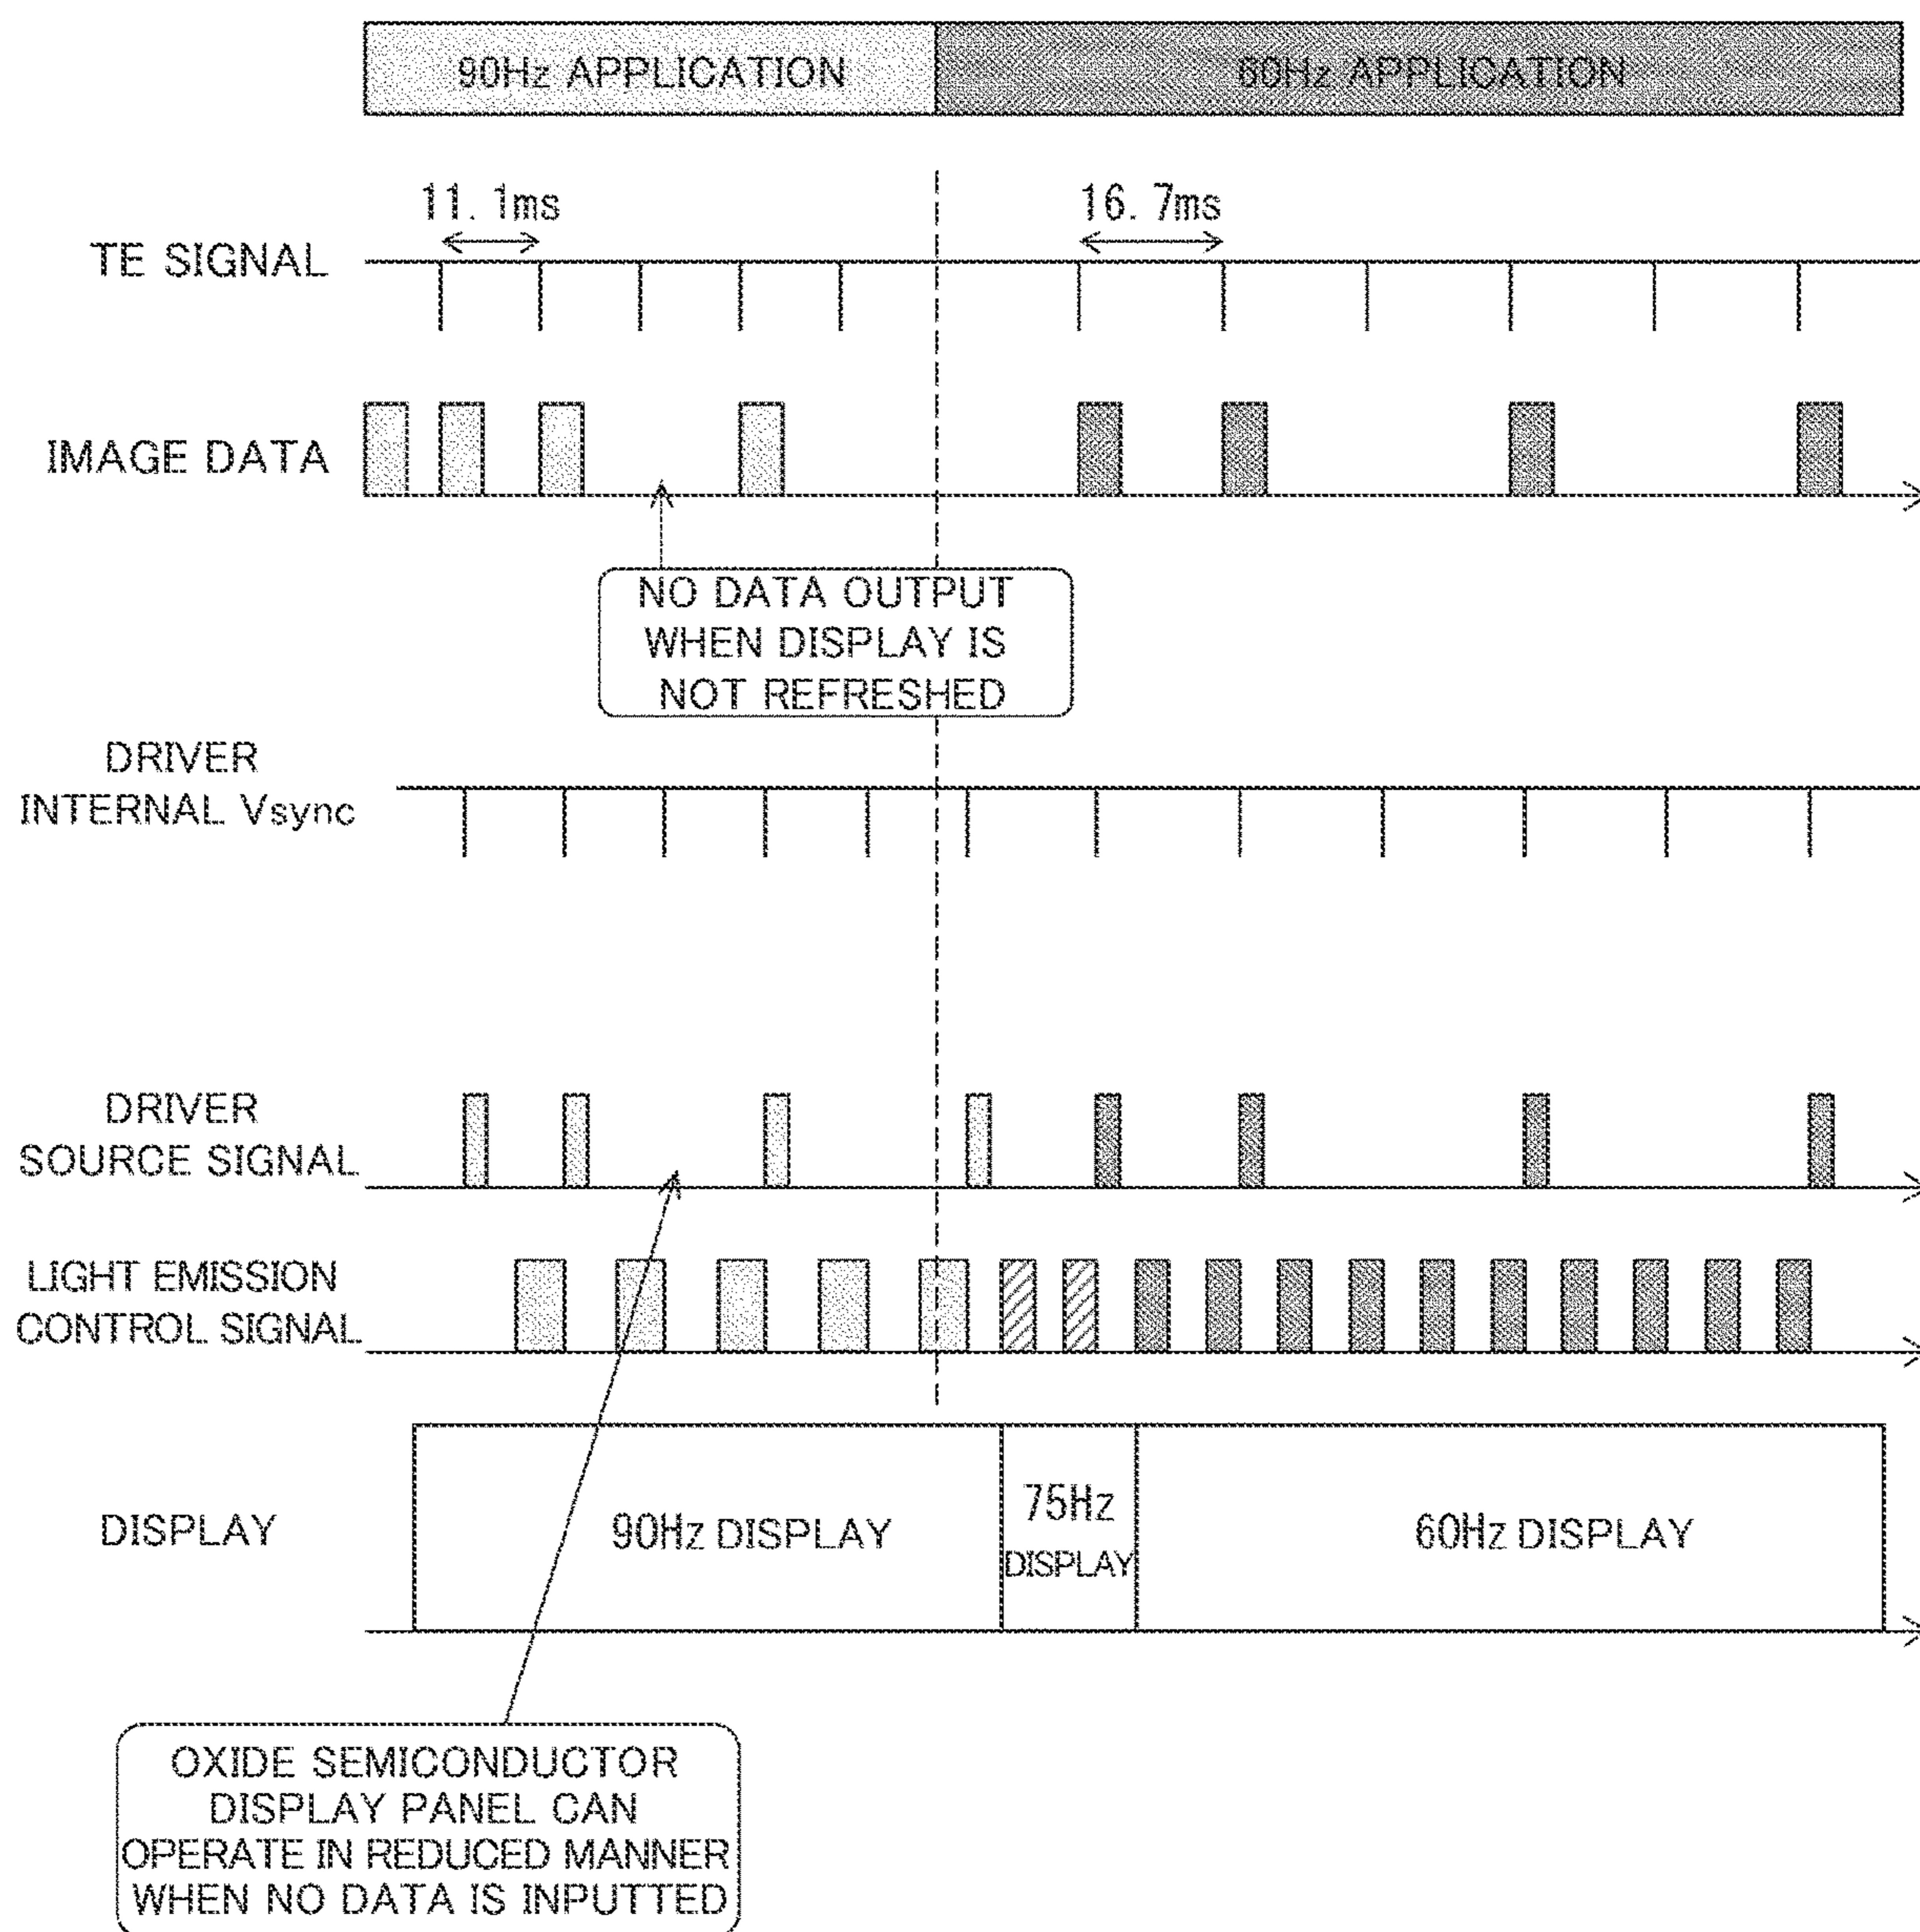 90Hz APPLICATION
60Hz APPLICATION
11.1ms
16.7ms
TE SIGNAL
IMAGE DATA
NO DATA OUTPUT
WHEN DISPLAY IS
NOT REFRESHED
DRIVER
INTERNAL Vsync
DRIVER
SOURCE SIGNAL
LIGHT EMISSION
CONTROL SIGNAL
DISPLAY
90Hz DISPLAY
75Hz
DISPLAY
60Hz DISPLAY
OXIDE SEMICONDUCTOR
DISPLAY PANEL CAN
OPERATE IN REDUCED MANNER
WHEN NO DATA IS INPUTTED